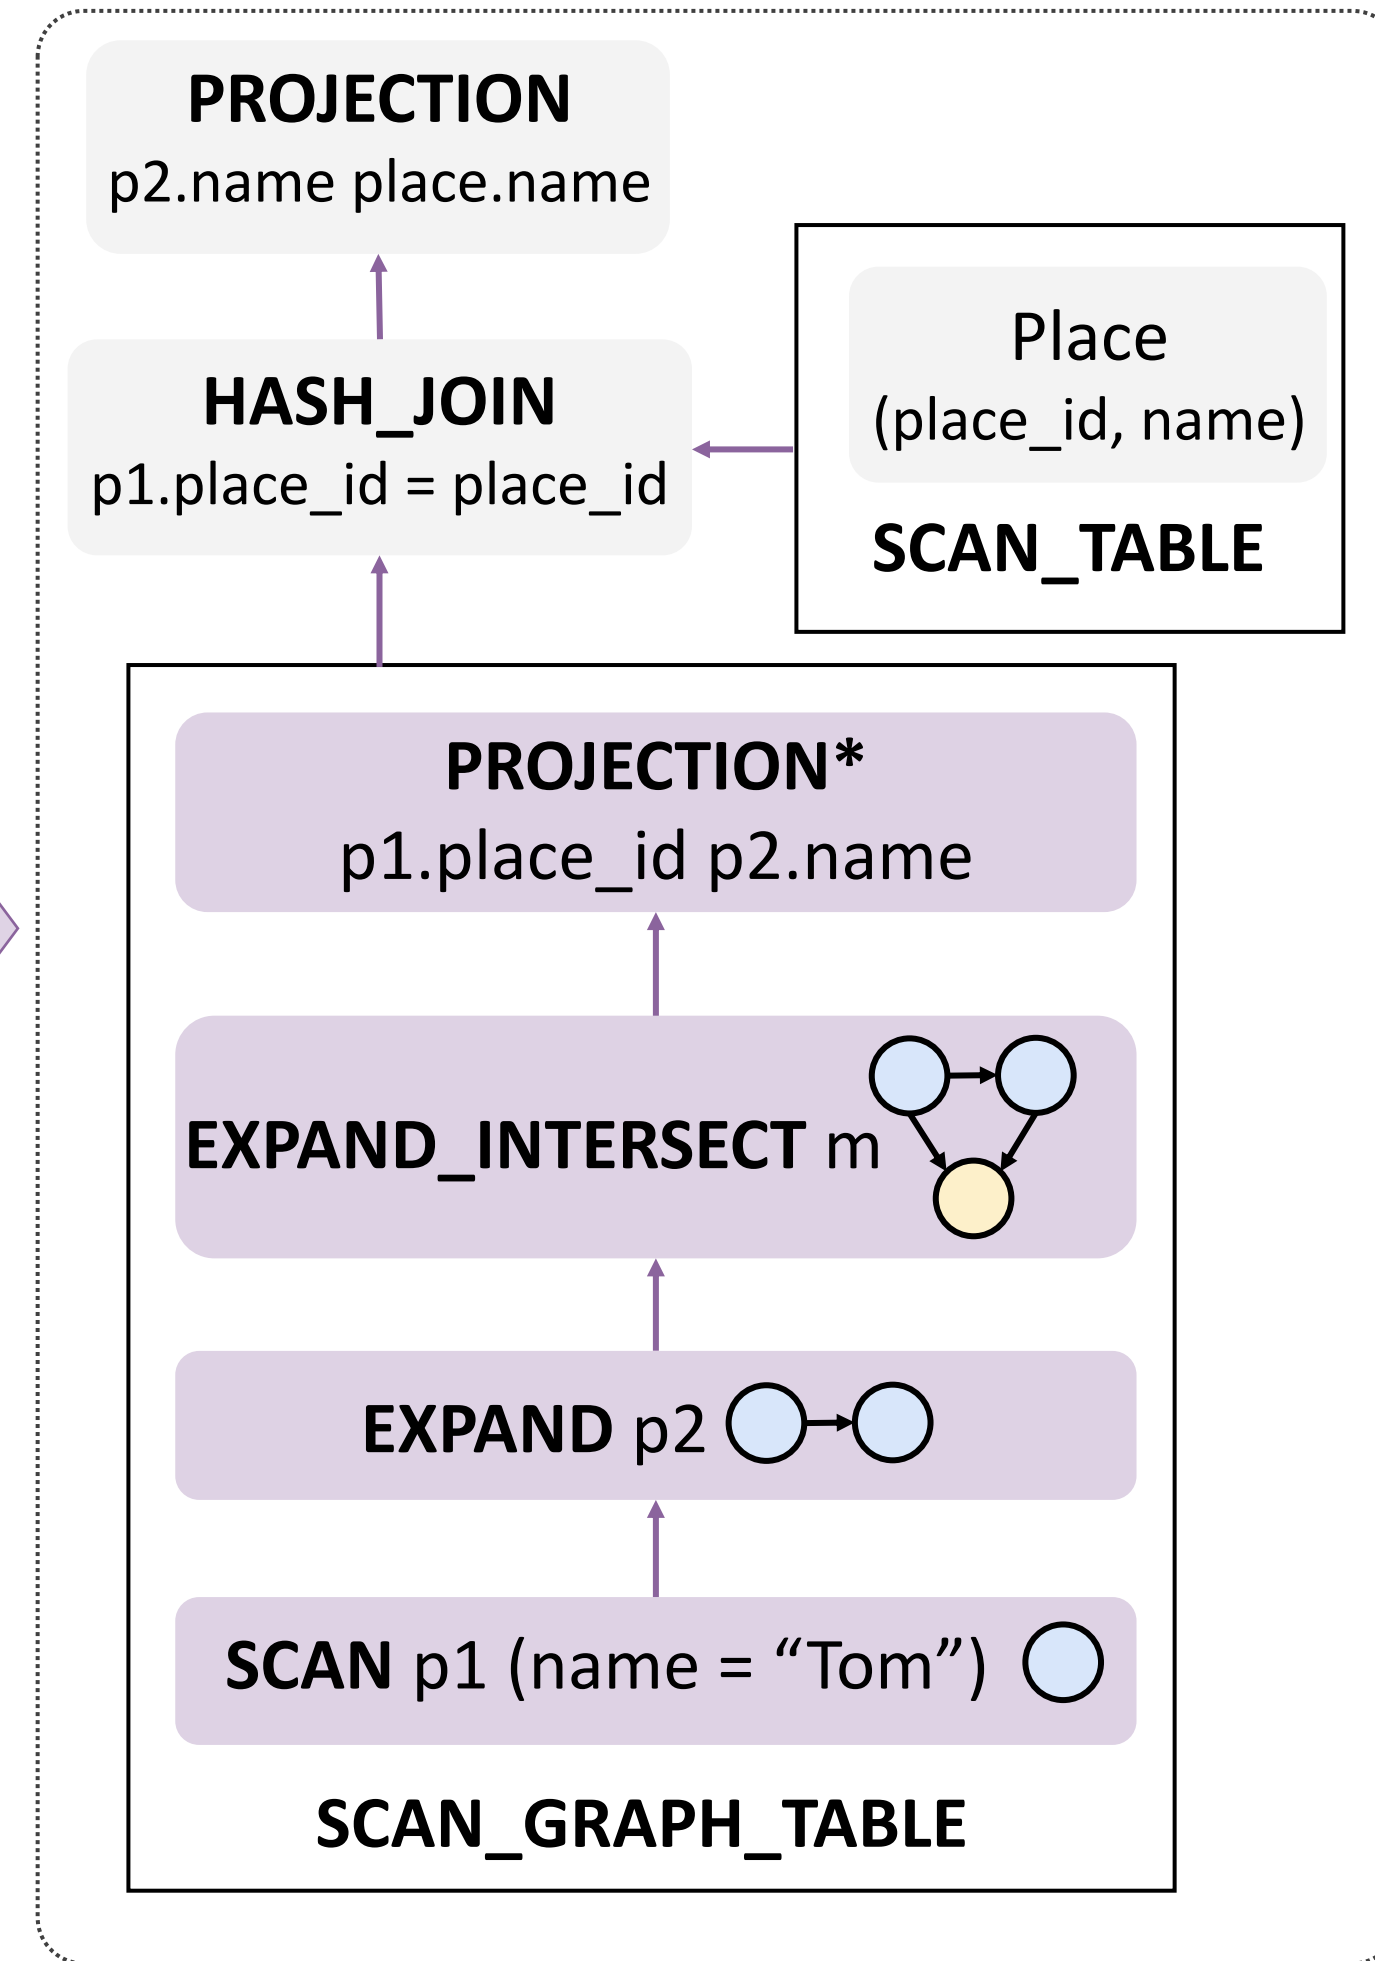 PROJECTION
p2.name place.name
HASH_JOIN
p1.place_id = place_id
Place
(place_id, name)
SCAN_TABLE
PROJECTION*
p1.place_id p2.name
EXPAND_INTERSECT m
EXPAND p2
SCAN p1 (name = “Tom”)
SCAN_GRAPH_TABLE